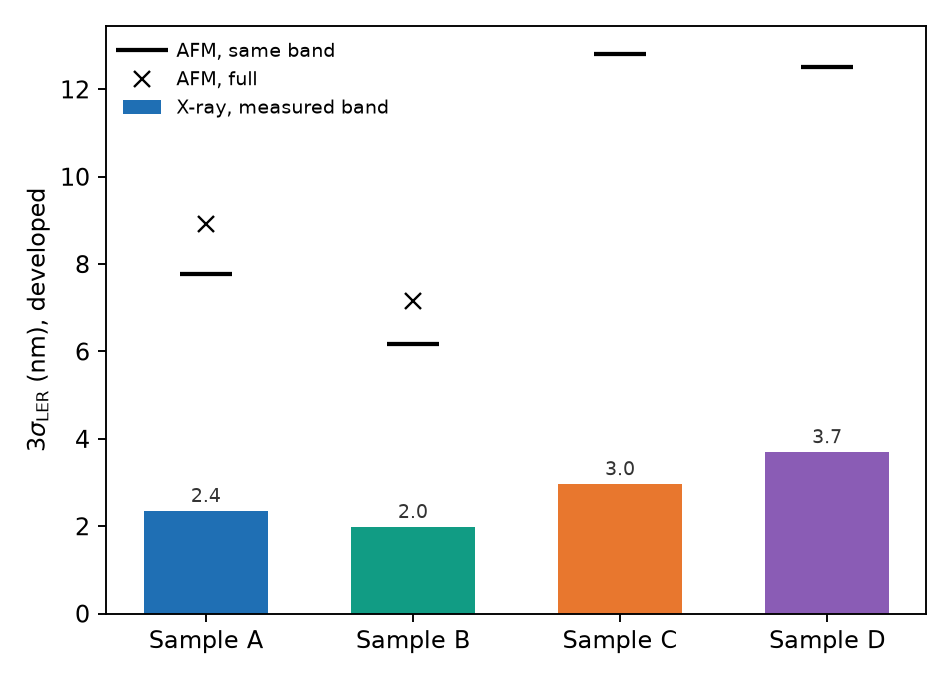 AFM, same band
AFM, full
X-ray, measured band
3σLER (nm), developed
12
10
8
6
4
2
0
2.4
2.0
3.0
3.7
Sample A
Sample B
Sample C
Sample D